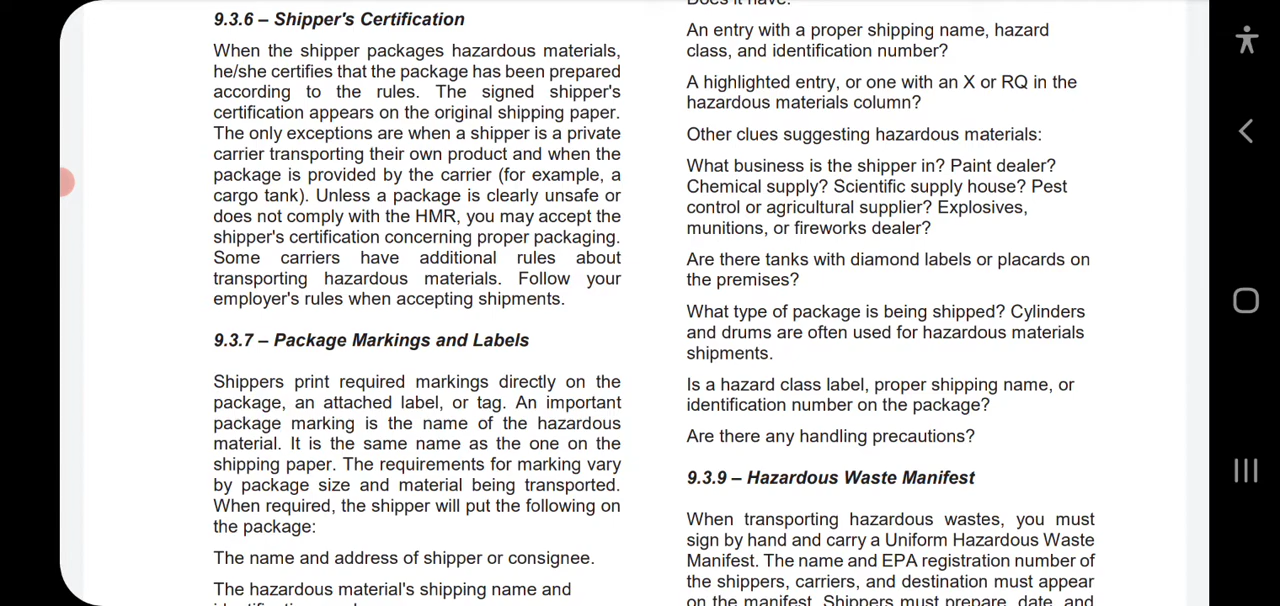 9.3.6 – Shipper's Certification
When the shipper packages hazardous materials,
he/she certifies that the package has been prepared
according to the rules. The signed shipper's
certification appears on the original shipping paper.
The only exceptions are when a shipper is a private
carrier transporting their own product and when the
package is provided by the carrier (for example, a
cargo tank). Unless a package is clearly unsafe or
does not comply with the HMR, you may accept the
shipper's certification concerning proper packaging.
Some carriers have additional rules about
transporting hazardous materials. Follow your
employer's rules when accepting shipments.
9.3.7 – Package Markings and Labels
Shippers print required markings directly on the
package, an attached label, or tag. An important
package marking is the name of the hazardous
material. It is the same name as the one on the
shipping paper. The requirements for marking vary
by package size and material being transported.
When required, the shipper will put the following on
the package:
The name and address of shipper or consignee.
The hazardous material's shipping name and
An entry with a proper shipping name, hazard
class, and identification number?
A highlighted entry, or one with an X or RQ in the
hazardous materials column?
Other clues suggesting hazardous materials:
What business is the shipper in? Paint dealer?
Chemical supply? Scientific supply house? Pest
control or agricultural supplier? Explosives,
munitions, or fireworks dealer?
Are there tanks with diamond labels or placards on
the premises?
What type of package is being shipped? Cylinders
and drums are often used for hazardous materials
shipments.
Is a hazard class label, proper shipping name, or
identification number on the package?
Are there any handling precautions?
9.3.9 – Hazardous Waste Manifest
When transporting hazardous wastes, you must
sign by hand and carry a Uniform Hazardous Waste
Manifest. The name and EPA registration number of
the shippers, carriers, and destination must appear
on the manifest. Shippers must prepare, date, and